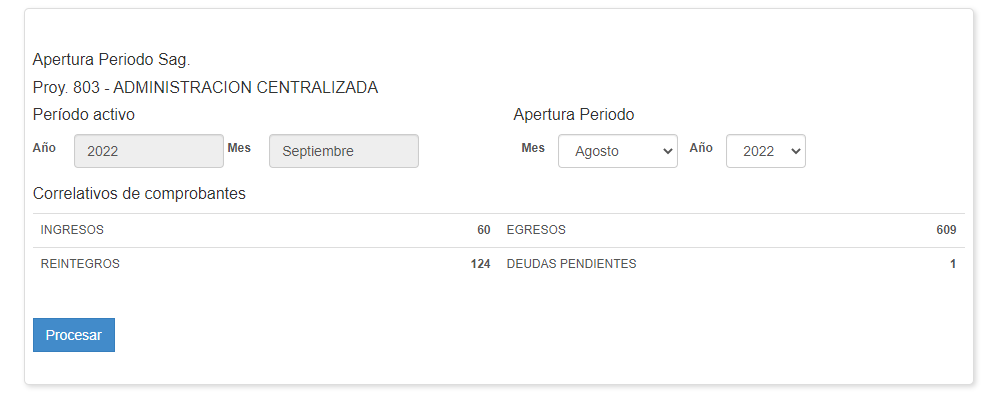 Apertura Periodo Sag.
Proy. 803 - ADMINISTRACION CENTRALIZADA
Período activo Apertura Periodo
Año 2022 Mes Septiembre Mes Agosto Año 2022
Correlativos de comprobantes
INGRESOS 60 EGRESOS 609
REINTEGROS 124 DEUDAS PENDIENTES 1
Procesar